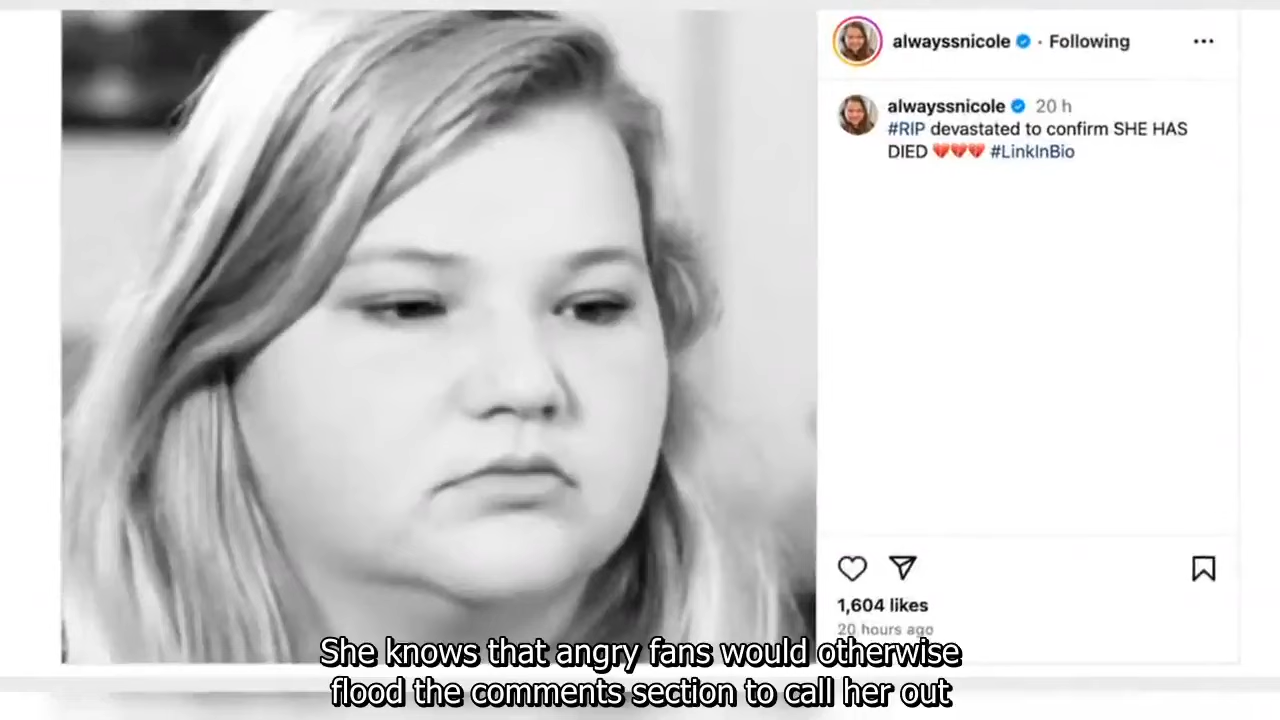 alwayssnicole · Following
alwayssnicole 20 h
#RIP devastated to confirm SHE HAS
DIED 💔💔💔 #LinkInBio
1,604 likes
20 hours ago
She knows that angry fans would otherwise
flood the comments section to call her out